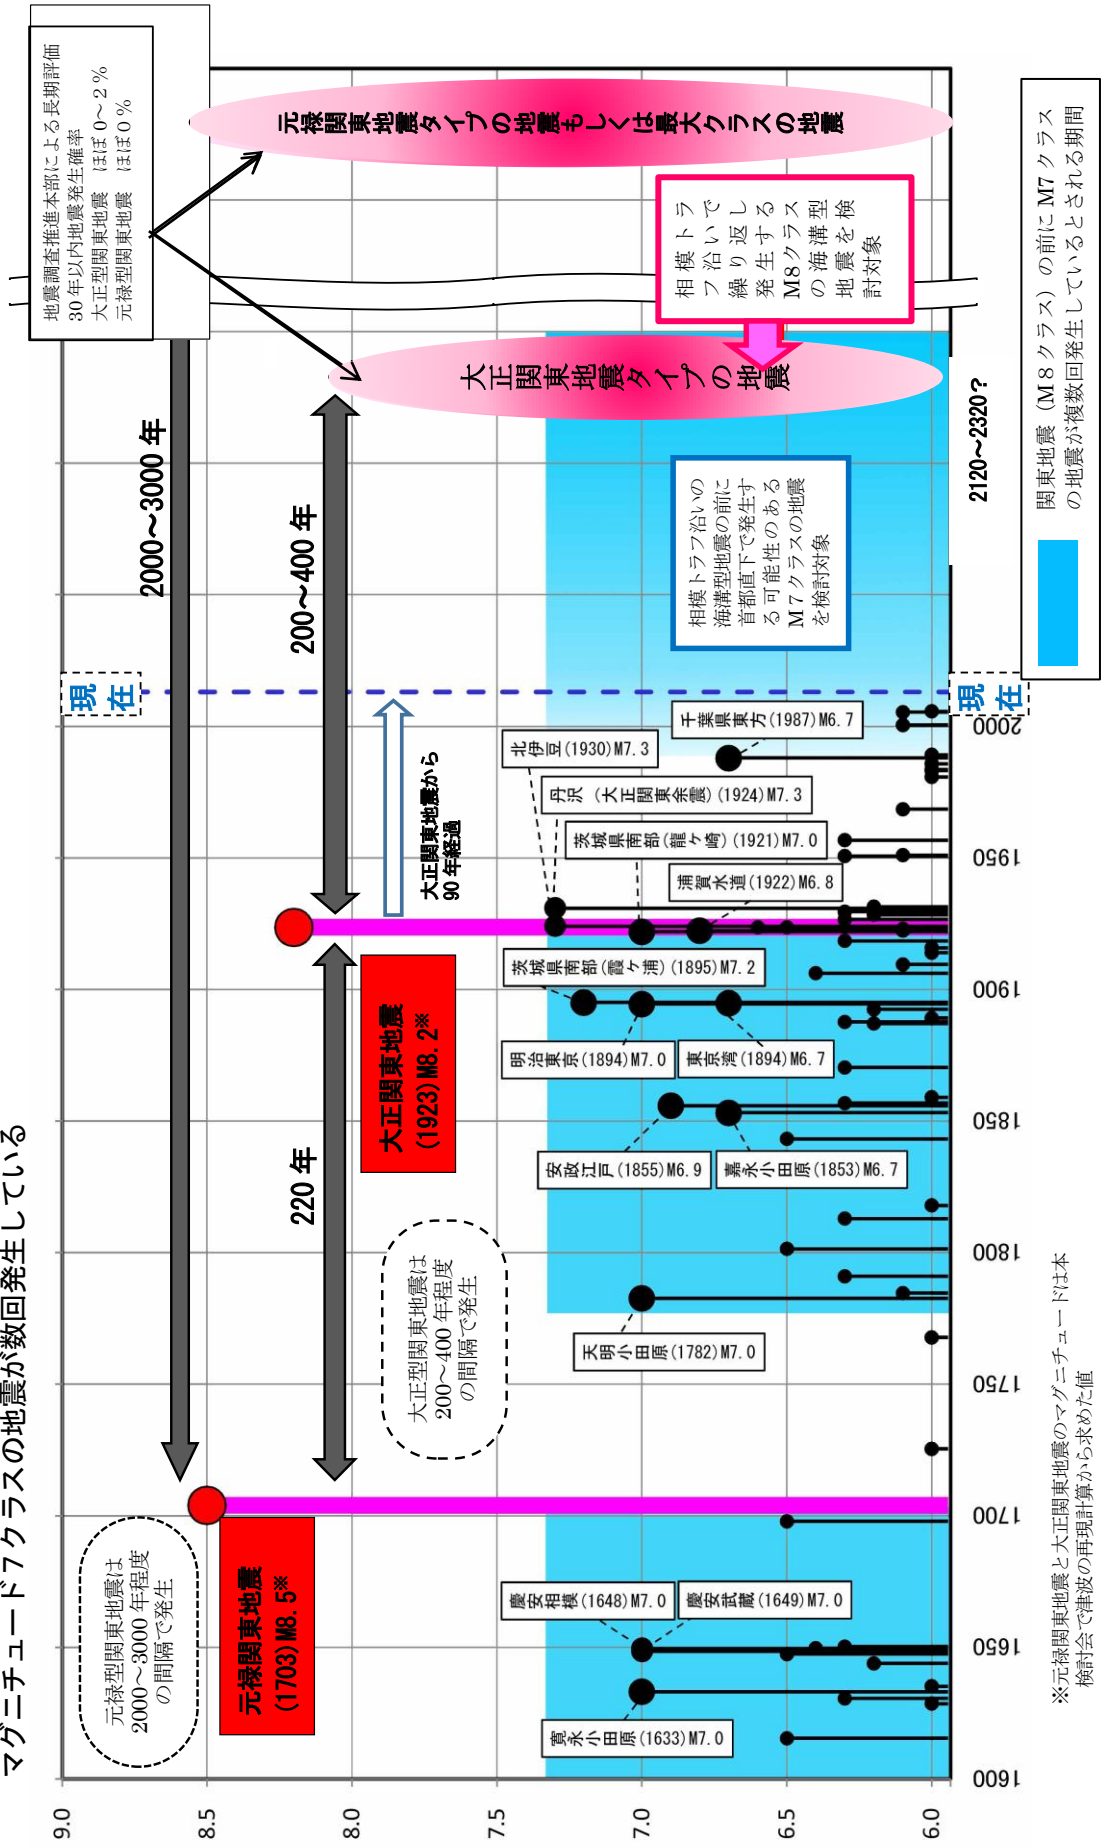 マグニチュード7クラスの地震が数回発生している
9.0
8.5
8.0
7.5
7.0
6.5
6.0
1600
1650
1700
1750
1800
1850
1900
1950
2000
2120～2320？
元禄型関東地震は
2000～3000年程度
の間隔で発生
元禄関東地震
(1703)M8.5※
2000～3000年
220年
200～400年
大正型関東地震は
200～400年程度
の間隔で発生
大正関東地震
(1923)M8.2※
大正関東地震から
90年経過
現
在
現
在
地震調査推進本部による長期評価
30年以内地震発生確率
大正型関東地震　ほぼ0～2%
元禄型関東地震　ほぼ0%
元禄関東地震タイプの地震もしくは最大クラスの地震
大正関東地震タイプの地
震
相模トラ
フ沿いで
繰り返し
発生する
M8クラス
の海溝型
地震を検
討対象
相模トラフ沿いの
海溝型地震の前に
首都直下で発生す
る可能性のある
M7クラスの地震
を検討対象
寛永小田原(1633)M7.0
慶安相模(1648)M7.0
慶安武蔵(1649)M7.0
天明小田原(1782)M7.0
安政江戸(1855)M6.9
嘉永小田原(1853)M6.7
明治東京(1894)M7.0
東京湾(1894)M6.7
茨城県南部(霞ケ浦)(1895)M7.2
北伊豆(1930)M7.3
丹沢（大正関東余震)(1924)M7.3
茨城県南部(龍ケ崎)(1921)M7.0
浦賀水道(1922)M6.8
千葉県東方(1987)M6.7
関東地震（M8クラス）の前にM7クラス
の地震が複数回発生しているとされる期間
※元禄関東地震と大正関東地震のマグニチュードは本
検討会で津波の再現計算から求めた値